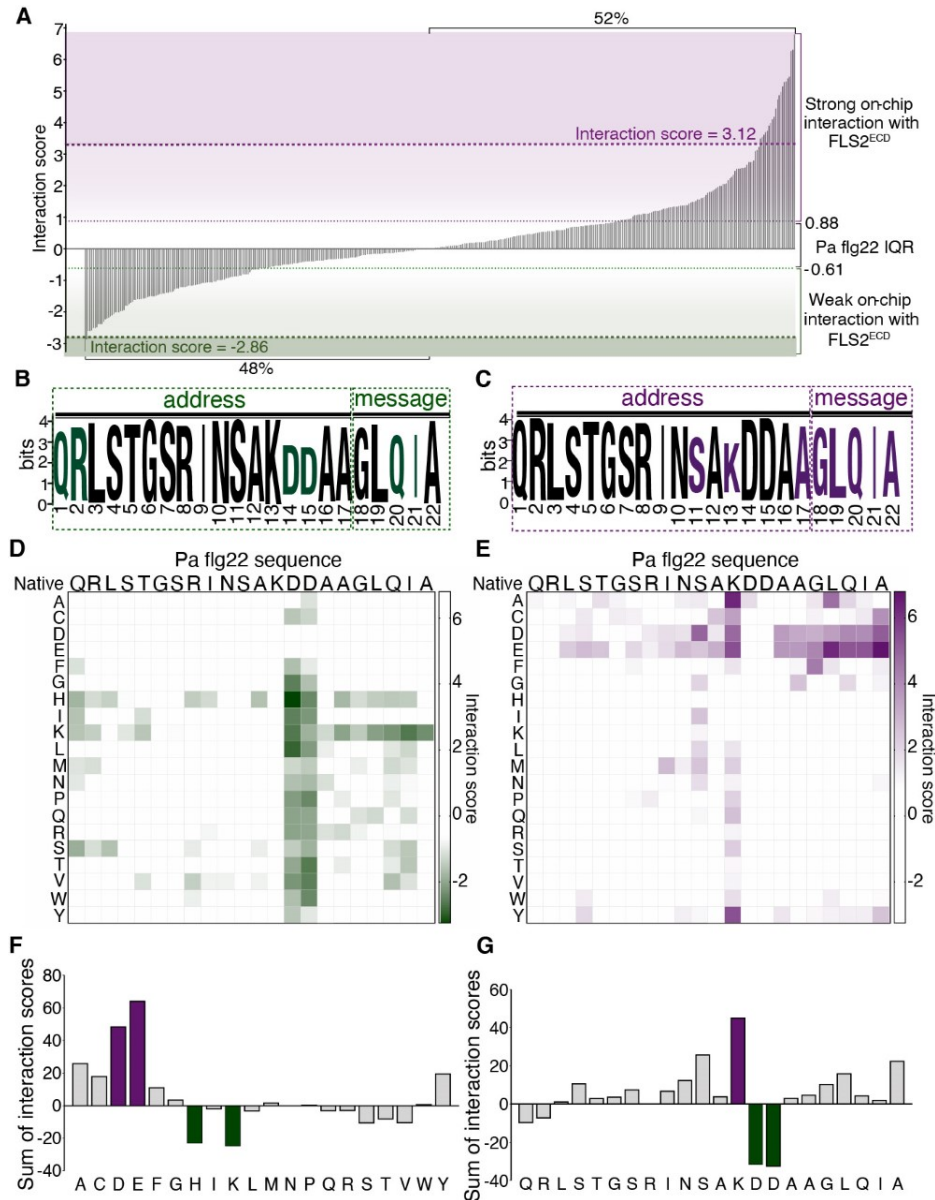 A
52%
7
6
5
4
3
2
1
0
-1
-2
-3
Interaction score
Interaction score = 3.12
Interaction score = -2.86
48%
Strong on-chip
interaction with
FLS2ECD
0.88
Pa flg22 IQR
-0.61
Weak on-chip
interaction with
FLS2ECD
B
address message
4
3
2
1
0
bits
QRLSTGSRINSAKDDAAGLQIA
1 2 3 4 5 6 7 8 9 10 11 12 13 14 15 16 17 18 19 20 21 22
C
address message
4
3
2
1
0
bits
QRLSTGSRINSAKDDAAGLQIA
1 2 3 4 5 6 7 8 9 10 11 12 13 14 15 16 17 18 19 20 21 22
D
Pa flg22 sequence
Native Q R L S T G S R I N S A K D D A A G L Q I A
A
C
D
E
F
G
H
I
K
L
M
N
P
Q
R
S
T
V
W
Y
6
4
2
0
-2
Interaction score
E
Pa flg22 sequence
Native Q R L S T G S R I N S A K D D A A G L Q I A
A
C
D
E
F
G
H
I
K
L
M
N
P
Q
R
S
T
V
W
Y
6
4
2
0
-2
Interaction score
F
80
60
40
20
0
-20
-40
Sum of interaction scores
A C D E F G H I K L M N P Q R S T V W Y
G
60
40
20
0
-20
-40
Sum of interaction scores
Q R L S T G S R I N S A K D D A A G L Q I A